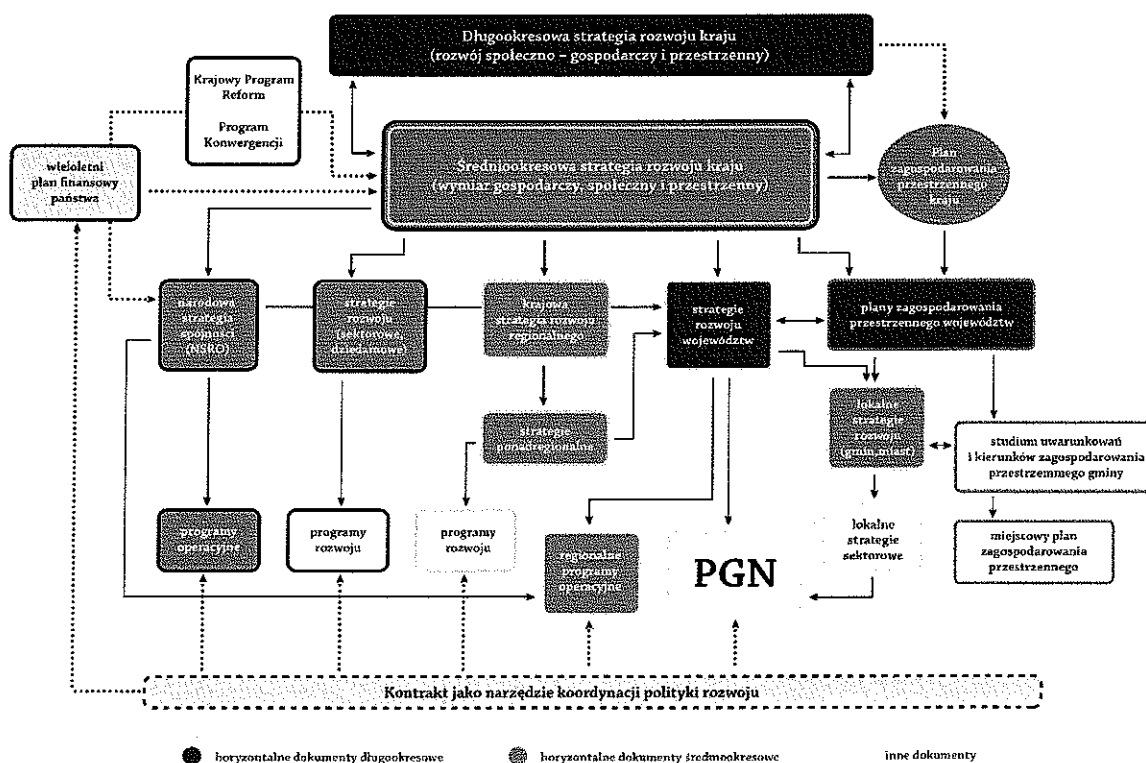 Długookresowa strategia rozwoju kraju
(rozwój społeczno – gospodarczy i przestrzenny)
Krajowy Program
Reform
Program
Konwergencji
wieloletni
plan finansowy
państwa
Średniookresowa strategia rozwoju kraju
(wymiar gospodarczy, społeczny i przestrzenny)
Plan
zagospodarowania
przestrzennego
kraju
narodowa
strategia
spójności
(NSRO)
strategie
rozwoju
(sektorowe,
dziedzinowe)
krajowa
strategia rozwoju
regionalnego
strategie
rozwoju
województw
plany zagospodarowania
przestrzennego województw
strategie
ponadregionalne
lokalne
strategie
rozwoju
(gmin, miast)
studium uwarunkowań
i kierunków zagospodarowania
przestrzemmego gminy
programy
operacyjne
programy
rozwoju
programy
rozwoju
regionalne
programy
operacyjne
PGN
lokalne
strategie
sektorowe
miejscowy plan
zagospodarowania
przestrzennego
Kontrakt jako narzędzie koordynacji polityki rozwoju
horyzontalne dokumenty długookresowe
horyzontalne dokumenty średniookresowe
inne dokumenty